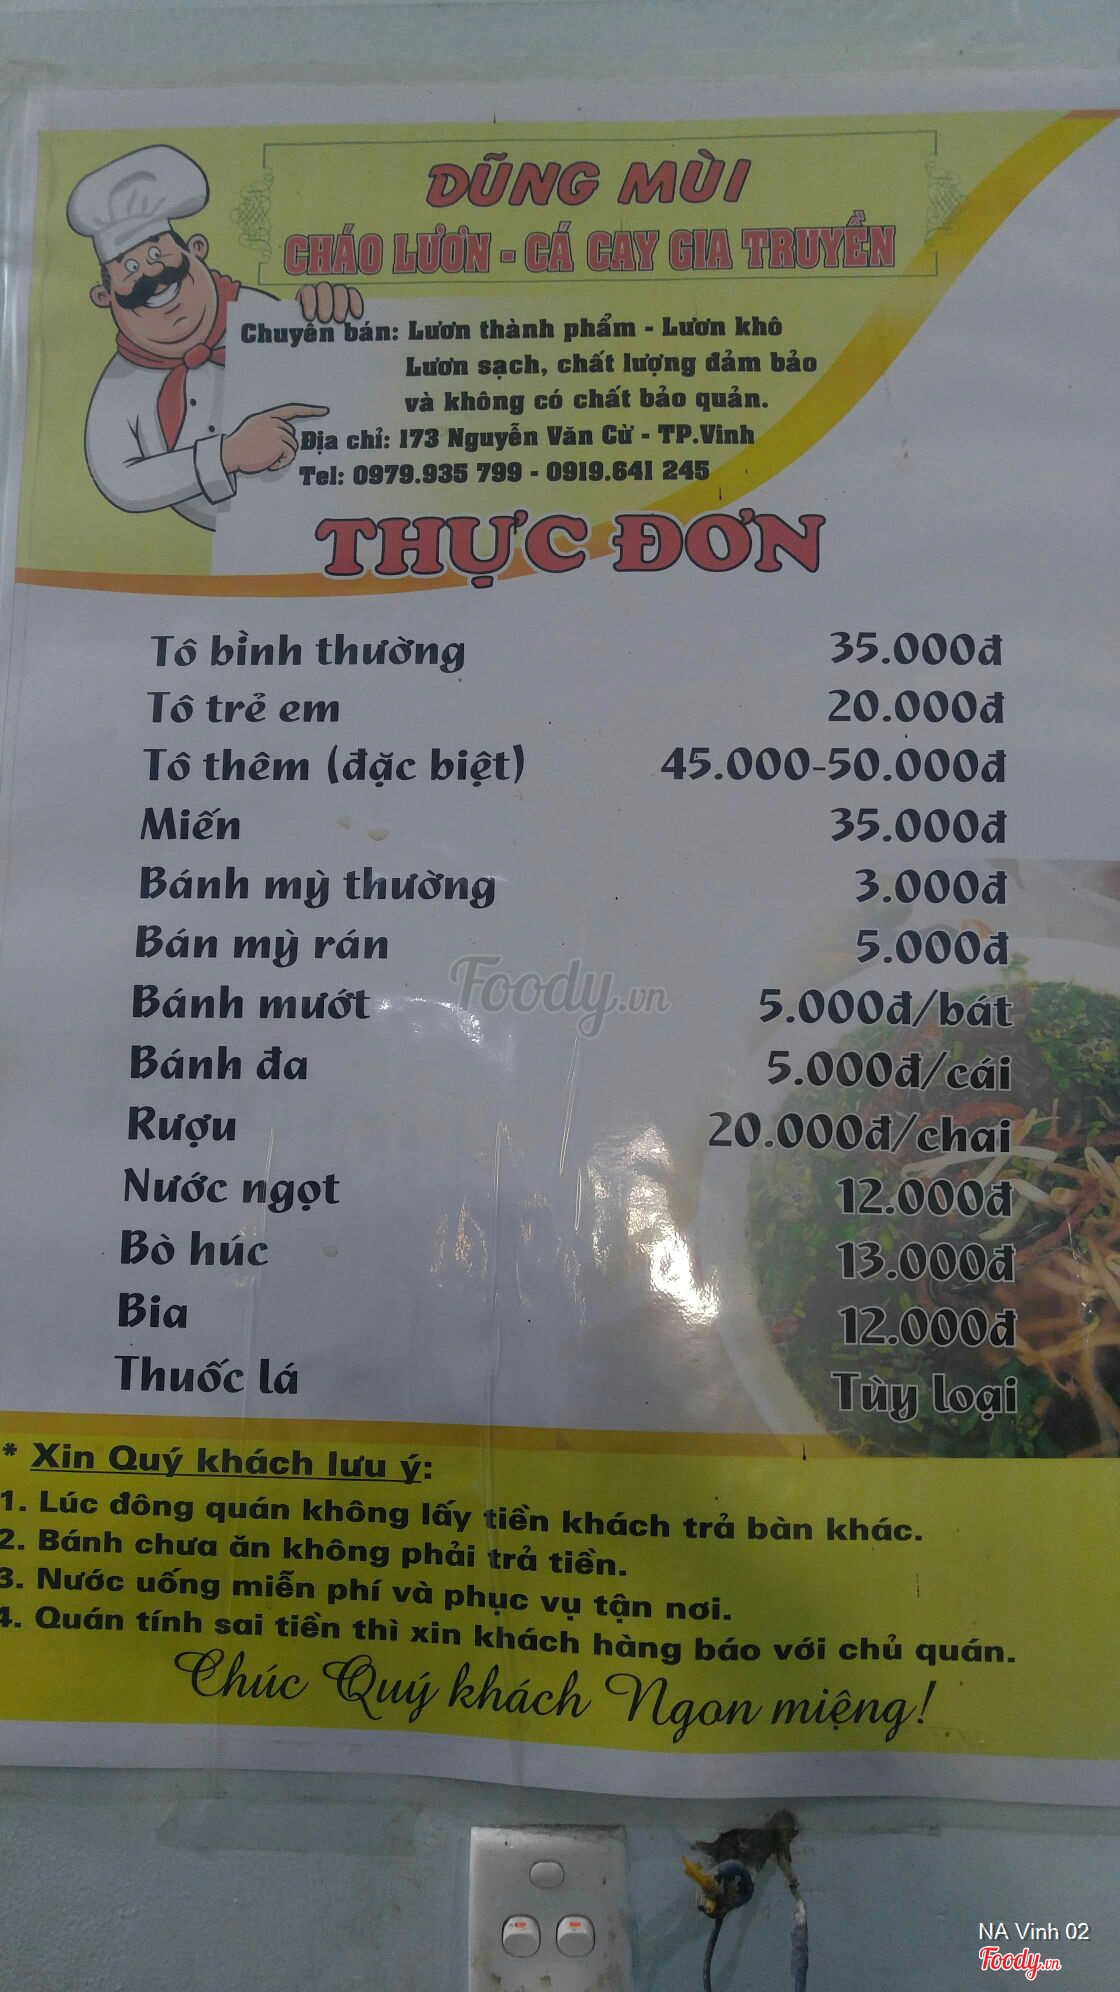 DŨNG MÙI
CHÁO LƯƠN - CÁ CAY GIA TRUYỀN
Chuyên bán: Lươn thành phẩm - Lươn khô
Lươn sạch, chất lượng đảm bảo
và không có chất bảo quản.
Địa chỉ: 173 Nguyễn Văn Cừ - TP.Vinh
Tel: 0979.935 799 - 0919.641 245
THỰC ĐƠN
Tô bình thường 35.000đ
Tô trẻ em 20.000đ
Tô thêm (đặc biệt) 45.000-50.000đ
Miến 35.000đ
Bánh mỳ thường 3.000đ
Bán mỳ rán 5.000đ
Foody.vn
Bánh mướt 5.000đ/bát
Bánh đa 5.000đ/cái
Rượu 20.000đ/chai
Nước ngọt 12.000đ
Bò húc 13.000đ
Bia 12.000đ
Thuốc lá Tùy loại
* Xin Quý khách lưu ý:
1. Lúc đông quán không lấy tiền khách trả bàn khác.
2. Bánh chưa ăn không phải trả tiền.
3. Nước uống miễn phí và phục vụ tận nơi.
4. Quán tính sai tiền thì xin khách hàng báo với chủ quán.
Chúc Quý khách Ngon miệng!
NA Vinh 02
Foody.vn